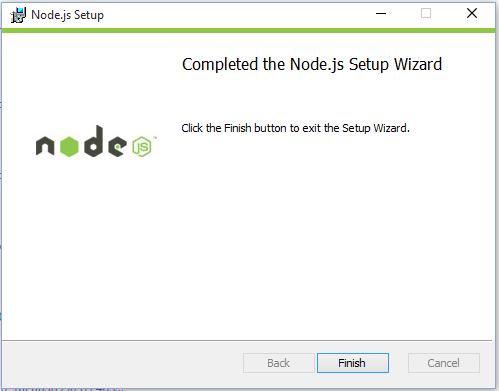 Node.js Setup
Completed the Node.js Setup Wizard
Click the Finish button to exit the Setup Wizard.
node JS™
Back
Finish
Cancel